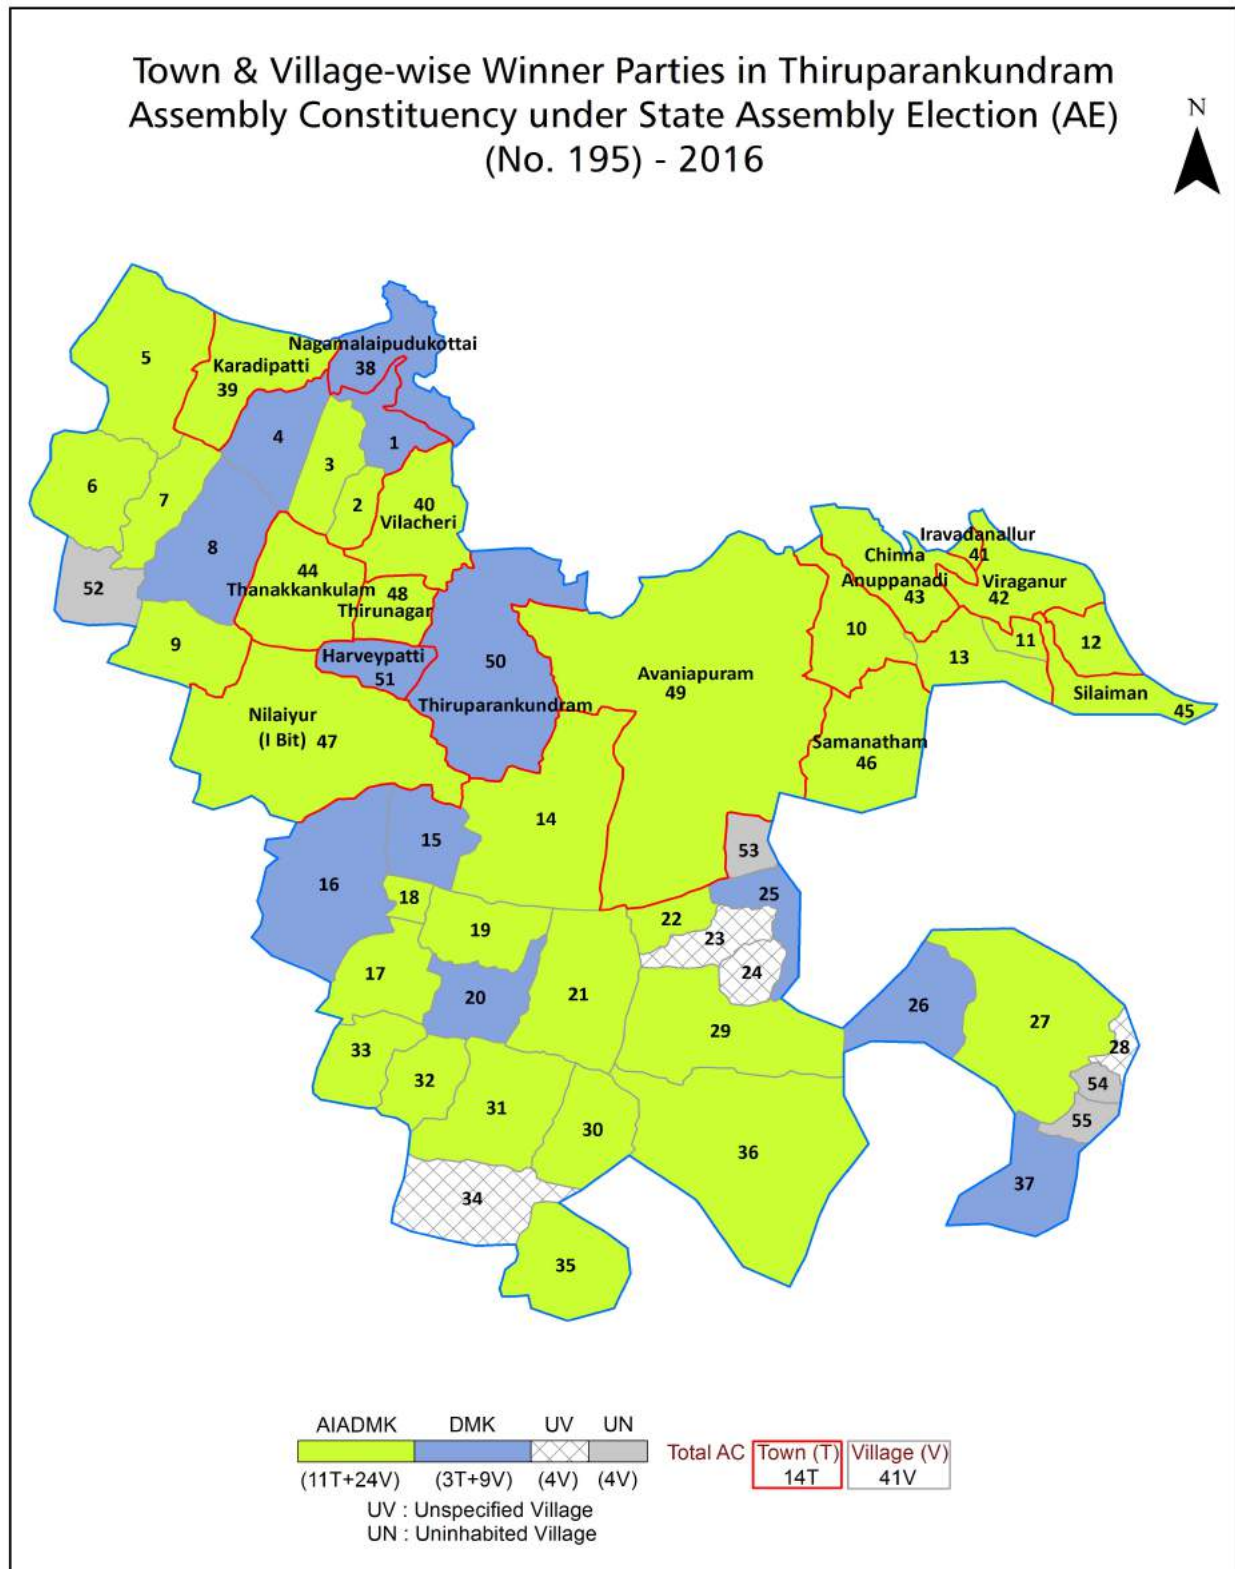 Town & Village-wise Winner Parties in Thiruparankundram
Assembly Constituency under State Assembly Election (AE)
(No. 195) - 2016
N
Nagamalaipudukottai
38
5
Karadipatti
39
4
1
3
6
7
2
40
Vilacheri
8
Iravadanallur
41
Chinna
Anuppanadi
43
Viraganur
42
44
Thanakkankulam
48
Thirunagar
52
10
11
12
9
Harveypatti
51
50
Thiruparankundram
13
Avaniapuram
49
Silaiman
45
Nilaiyur
(I Bit) 47
Samanatham
46
14
15
53
16
18
25
22
19
23
17
24
20
21
26
27
29
28
33
32
54
31
30
55
36
37
34
35
AIADMK DMK UV UN
(11T+24V) (3T+9V) (4V) (4V)
Total AC Town (T) Village (V)
14T 41V
UV : Unspecified Village
UN : Uninhabited Village